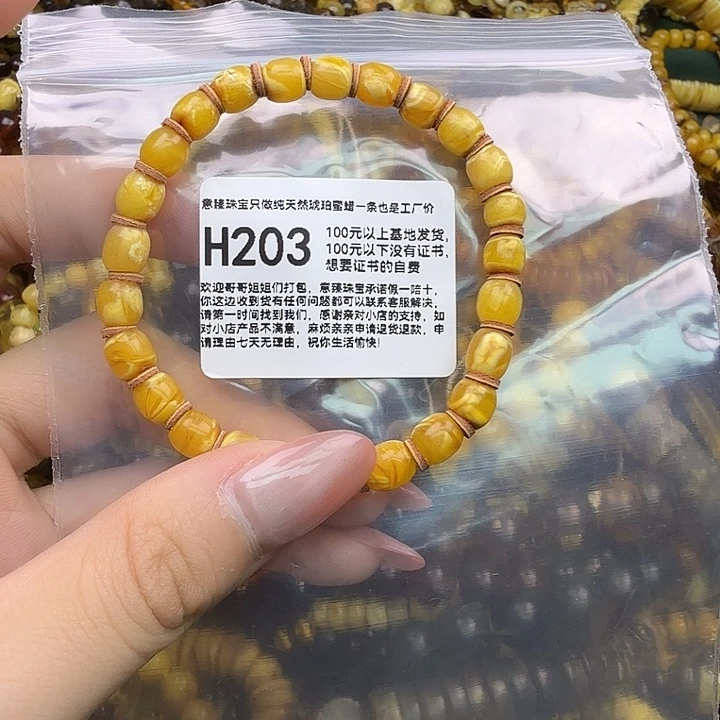 意臻珠宝只做纯天然琥珀蜜蜡一条也是工厂价
H203
100元以上基地发货,
100元以下没有证书,
想要证书的自费
欢迎哥哥姐姐们打包，意臻珠宝承诺假一陪十，
你这边收到货有任何问题都可以联系客服解决，
请第一时间找到我们，感谢亲对小店的支持，如
对小店产品不满意，麻烦亲亲申请退货退款，申
请理由七天无理由，祝你生活愉快!